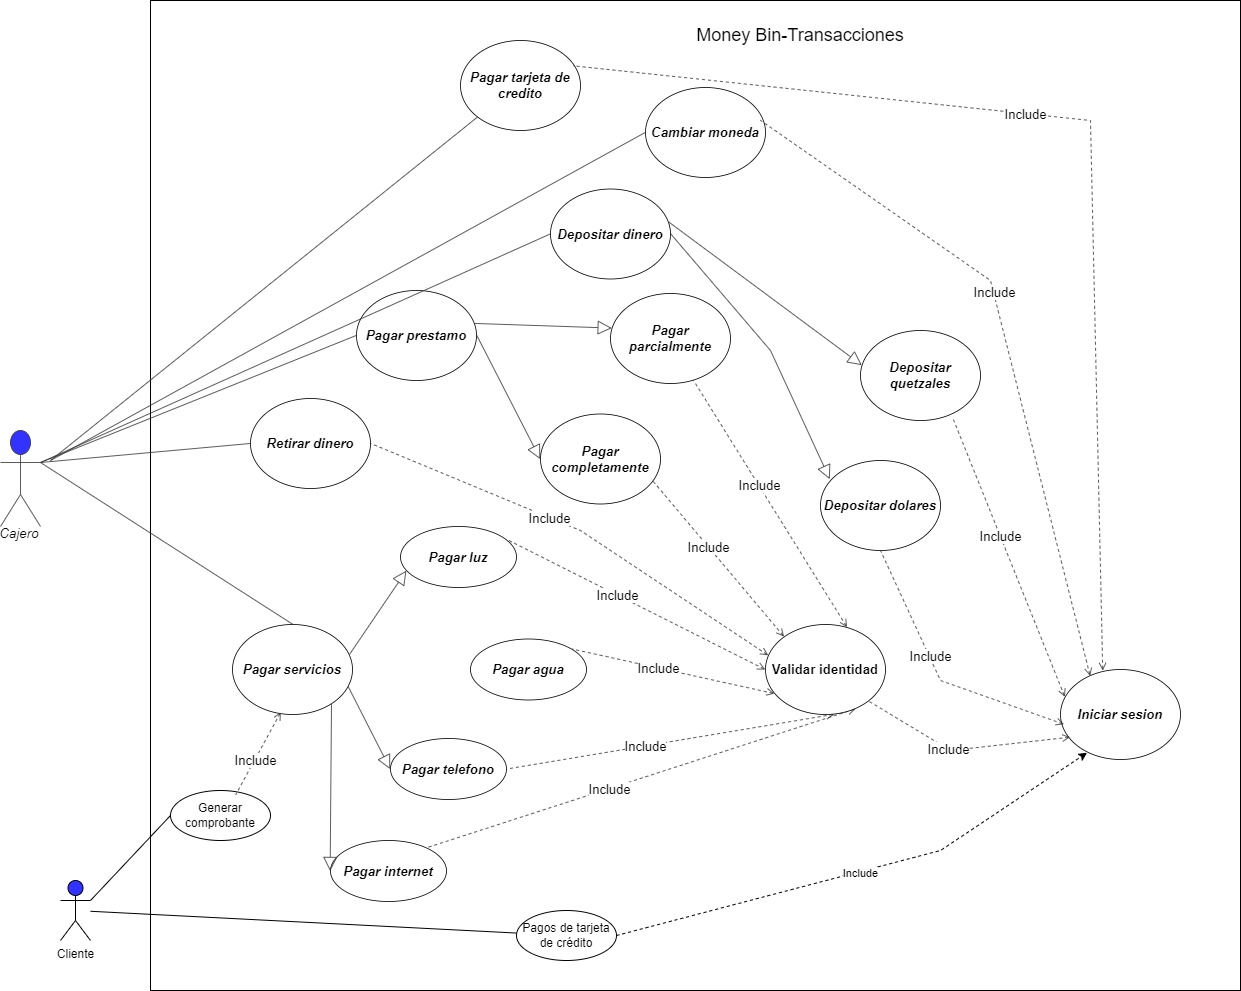 Money Bin-Transacciones
Pagar tarjeta de
credito
Include
Cambiar moneda
Depositar dinero
Include
Pagar prestamo
Pagar
parcialmente
Depositar
quetzales
Retirar dinero
Pagar
completamente
Include
Depositar dolares
Cajero
Include
Include
Include
Pagar luz
Include
Pagar servicios
Pagar agua
Include
Validar identidad
Include
Iniciar sesion
Include
Include
Include
Pagar telefono
Include
Generar
comprobante
Pagar internet
Include
Cliente
Pagos de tarjeta
de crédito